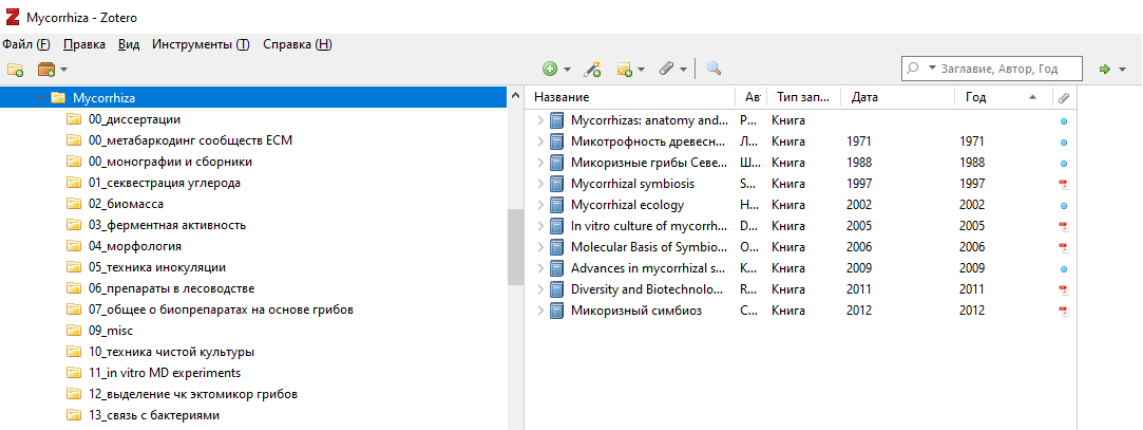 Mycorrhiza - Zotero
Файл (F) Правка Вид Инструменты (T) Справка (H)
Заглавие, Автор, Год
Mycorrhiza
00_диссертации
00_метабаркодинг сообществ ECM
00_монографии и сборники
01_секвестрация углерода
02_биомасса
03_ферментная активность
04_морфология
05_техника инокуляции
06_препараты в лесоводстве
07_общее о биопрепаратах на основе грибов
09_misc
10_техника чистой культуры
11_in vitro MD experiments
12_выделение чк эктомикор грибов
13_связь с бактериями
Название Ав Тип зап... Дата Год
Mycorrhizas: anatomy and... P... Книга
Микотрофность древесн... Л... Книга 1971 1971
Микоризные грибы Севе... Ш... Книга 1988 1988
Mycorrhizal symbiosis S... Книга 1997 1997
Mycorrhizal ecology H... Книга 2002 2002
In vitro culture of mycorrh... D... Книга 2005 2005
Molecular Basis of Symbio... O... Книга 2006 2006
Advances in mycorrhizal s... K... Книга 2009 2009
Diversity and Biotechnolo... R... Книга 2011 2011
Микоризный симбиоз С... Книга 2012 2012